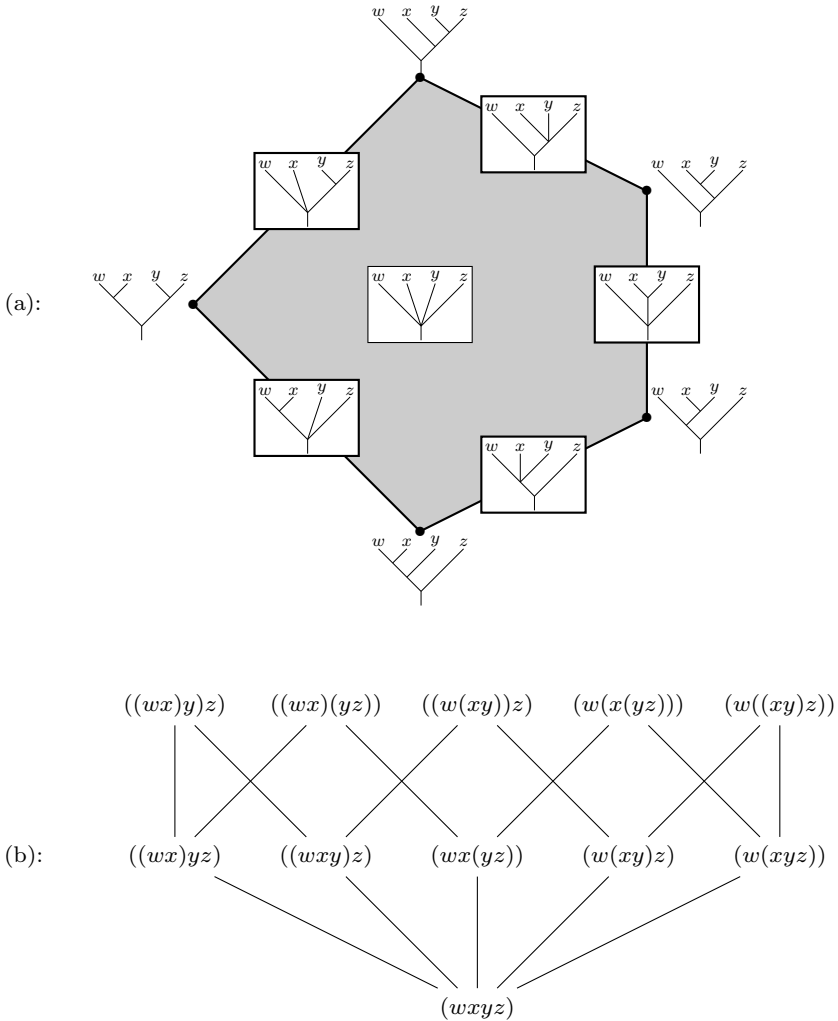 w x y z
w x y z
w x y z
w x y z
w x y z
w x y z
w x y z
(a):
w x y z
w x y z
w x y z
w x y z
w x y z
((wx)y)z) ((wx)(yz)) ((w(xy))z) (w(x(yz))) (w((xy)z))
(b):
((wx)yz) ((wxy)z) (wx(yz)) (w(xy)z) (w(xyz))
(wxyz)